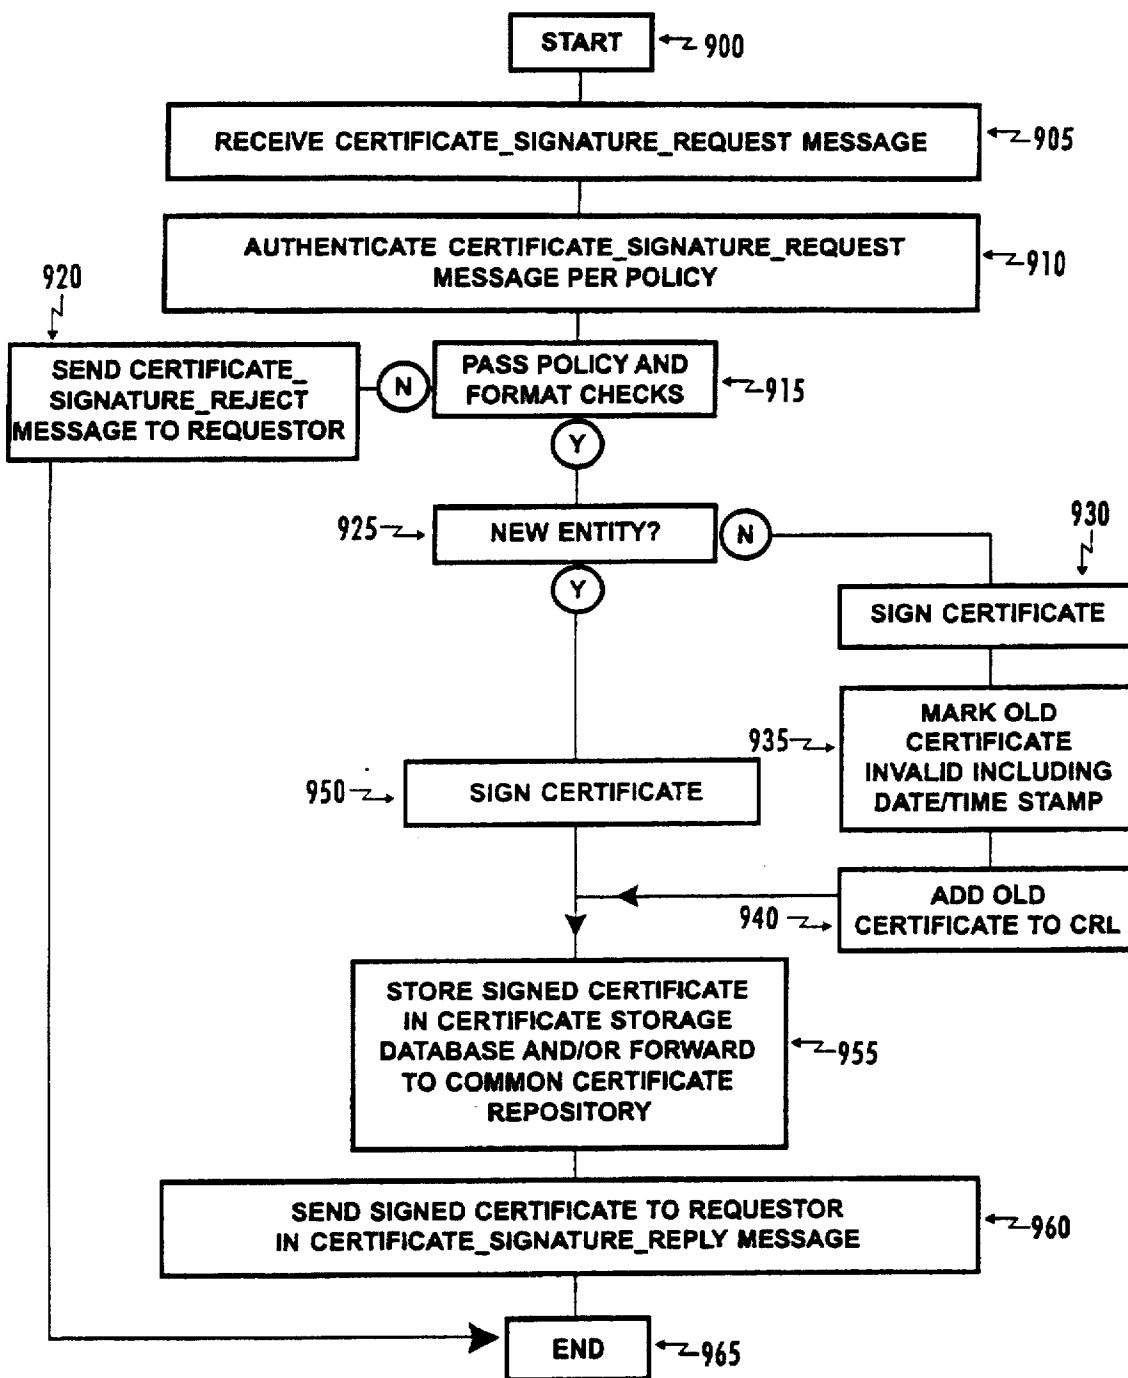 START
900
RECEIVE CERTIFICATE_SIGNATURE_REQUEST MESSAGE
905
AUTHENTICATE CERTIFICATE_SIGNATURE_REQUEST
MESSAGE PER POLICY
910
920
SEND CERTIFICATE_
SIGNATURE_REJECT
MESSAGE TO REQUESTOR
N
PASS POLICY AND
FORMAT CHECKS
915
Y
925
NEW ENTITY?
N
930
Y
SIGN CERTIFICATE
935
MARK OLD
CERTIFICATE
INVALID INCLUDING
DATE/TIME STAMP
950
SIGN CERTIFICATE
940
ADD OLD
CERTIFICATE TO CRL
STORE SIGNED CERTIFICATE
IN CERTIFICATE STORAGE
DATABASE AND/OR FORWARD
TO COMMON CERTIFICATE
REPOSITORY
955
SEND SIGNED CERTIFICATE TO REQUESTOR
IN CERTIFICATE_SIGNATURE_REPLY MESSAGE
960
END
965